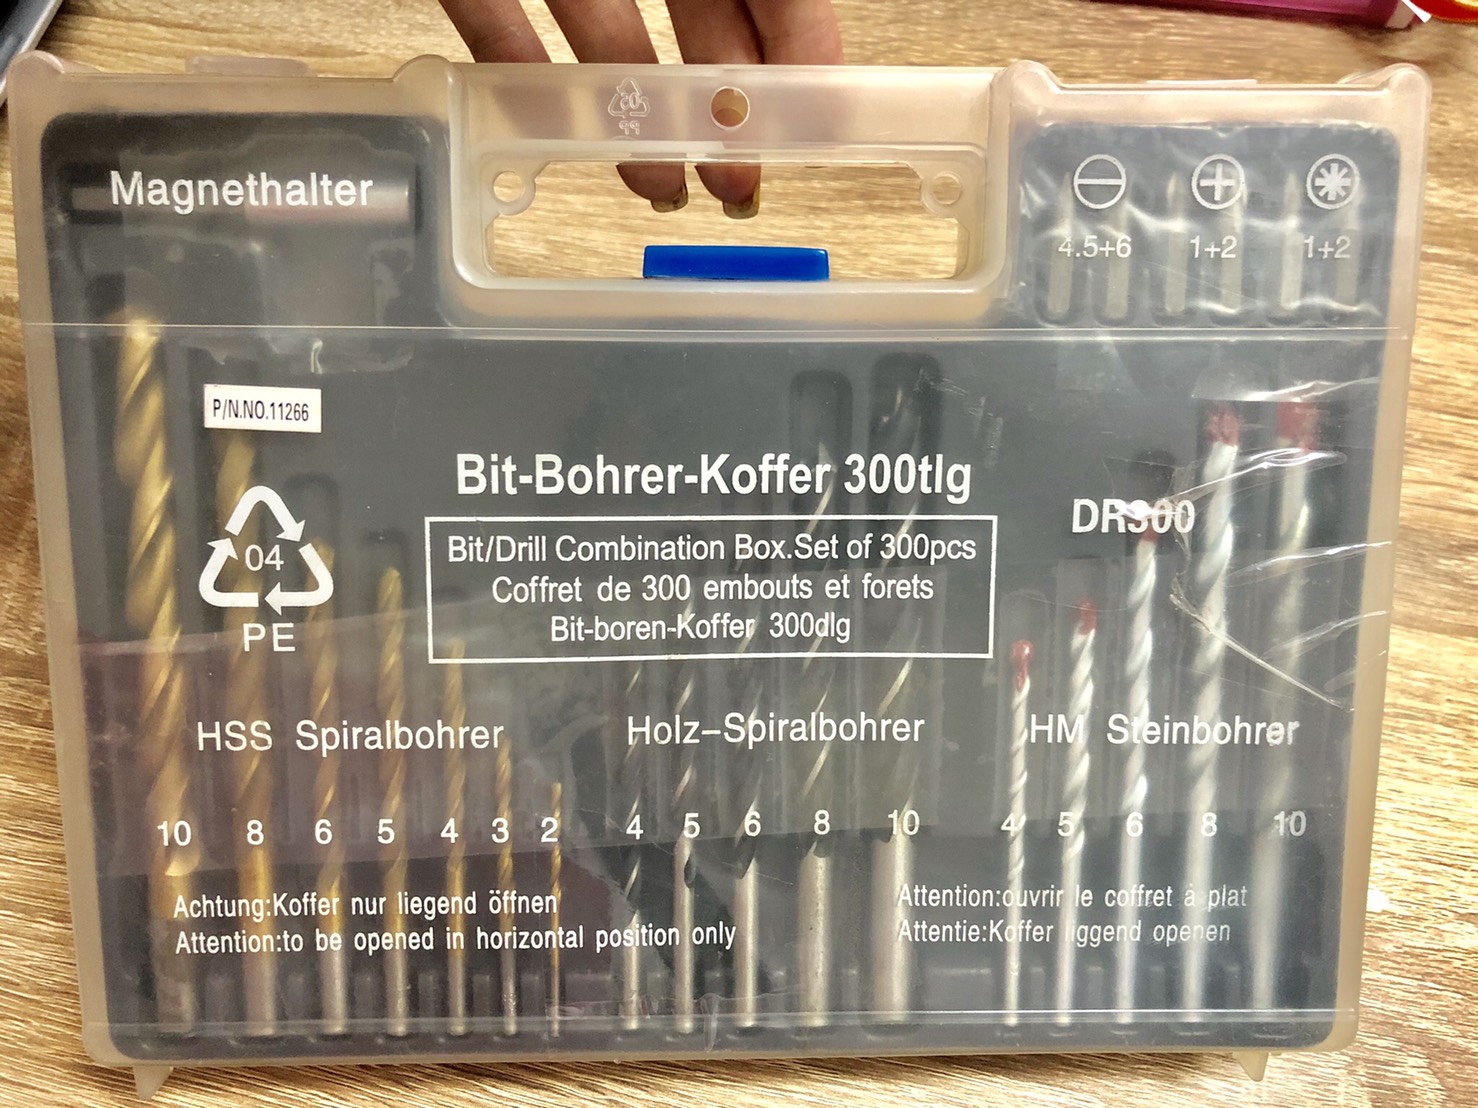 05
PP
Magnethalter
4.5+6 1+2 1+2
P/N.NO.11266
Bit-Bohrer-Koffer 300tlg
DR300
Bit/Drill Combination Box.Set of 300pcs
Coffret de 300 embouts et forets
Bit-boren-Koffer 300dlg
04
PE
HSS Spiralbohrer
Holz-Spiralbohrer
HM Steinbohrer
10 8 6 5 4 3 2
4 5 6 8 10
4 5 6 8 10
Achtung:Koffer nur liegend öffnen
Attention:to be opened in horizontal position only
Attention:ouvrir le coffret à plat
Attentie:Koffer liggend openen